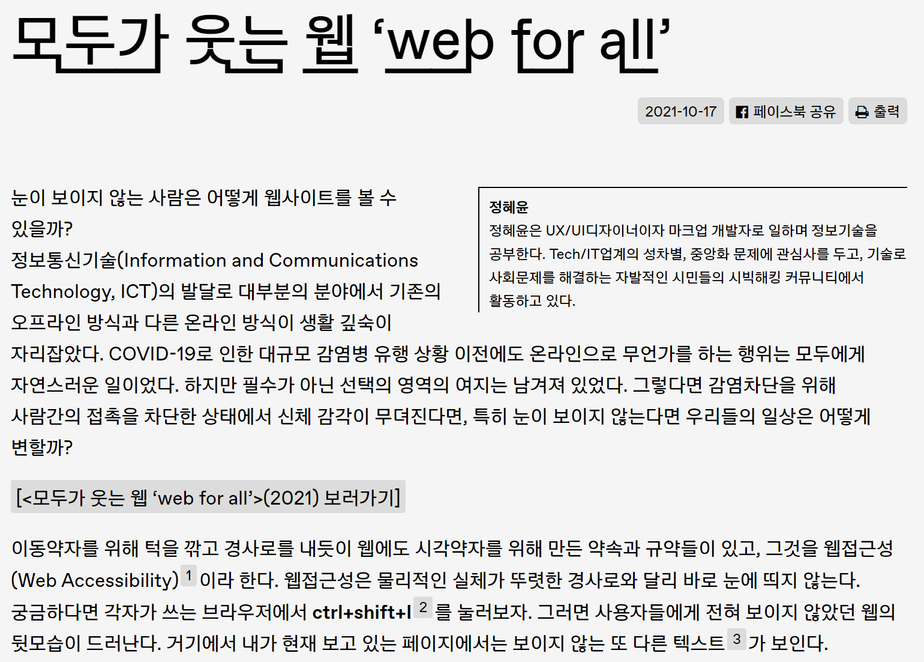 모두가 웃는 웹 ‘web for all’
2021-10-17 페이스북 공유 출력
눈이 보이지 않는 사람은 어떻게 웹사이트를 볼 수
있을까?
정보통신기술(Information and Communications
Technology, ICT)의 발달로 대부분의 분야에서 기존의
오프라인 방식과 다른 온라인 방식이 생활 깊숙이
정혜윤
정혜윤은 UX/UI디자이너이자 마크업 개발자로 일하며 정보기술을
공부한다. Tech/IT업계의 성차별, 중앙화 문제에 관심사를 두고, 기술로
사회문제를 해결하는 자발적인 시민들의 시빅해킹 커뮤니티에서
활동하고 있다.
자리잡았다. COVID-19로 인한 대규모 감염병 유행 상황 이전에도 온라인으로 무언가를 하는 행위는 모두에게
자연스러운 일이었다. 하지만 필수가 아닌 선택의 영역의 여지는 남겨져 있었다. 그렇다면 감염차단을 위해
사람간의 접촉을 차단한 상태에서 신체 감각이 무뎌진다면, 특히 눈이 보이지 않는다면 우리들의 일상은 어떻게
변할까?
[<모두가 웃는 웹 ‘web for all’>(2021) 보러가기]
이동약자를 위해 턱을 깎고 경사로를 내듯이 웹에도 시각약자를 위해 만든 약속과 규약들이 있고, 그것을 웹접근성
(Web Accessibility) 1 이라 한다. 웹접근성은 물리적인 실체가 뚜렷한 경사로와 달리 바로 눈에 띄지 않는다.
궁금하다면 각자가 쓰는 브라우저에서 ctrl+shift+I 2 를 눌러보자. 그러면 사용자들에게 전혀 보이지 않았던 웹의
뒷모습이 드러난다. 거기에서 내가 현재 보고 있는 페이지에서는 보이지 않는 또 다른 텍스트 3 가 보인다.